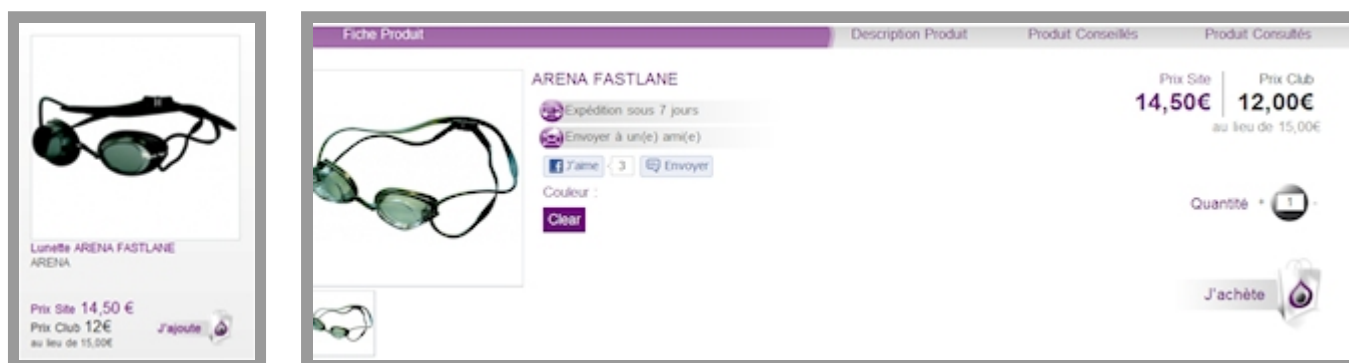 Lunette ARENA FASTLANE
ARENA
Prix Site 14,50 €
Prix Club 12€
au lieu de 15,00€
J'ajoute
Fiche Produit
Description Produit
Produit Conseillés
Produit Consultés
ARENA FASTLANE
Expédition sous 7 jours
Envoyer à un(e) ami(e)
J'aime 3 Envoyer
Couleur :
Clear
Prix Site Prix Club
14,50€ 12,00€
au lieu de 15,00€
Quantité + 1 -
J'achète